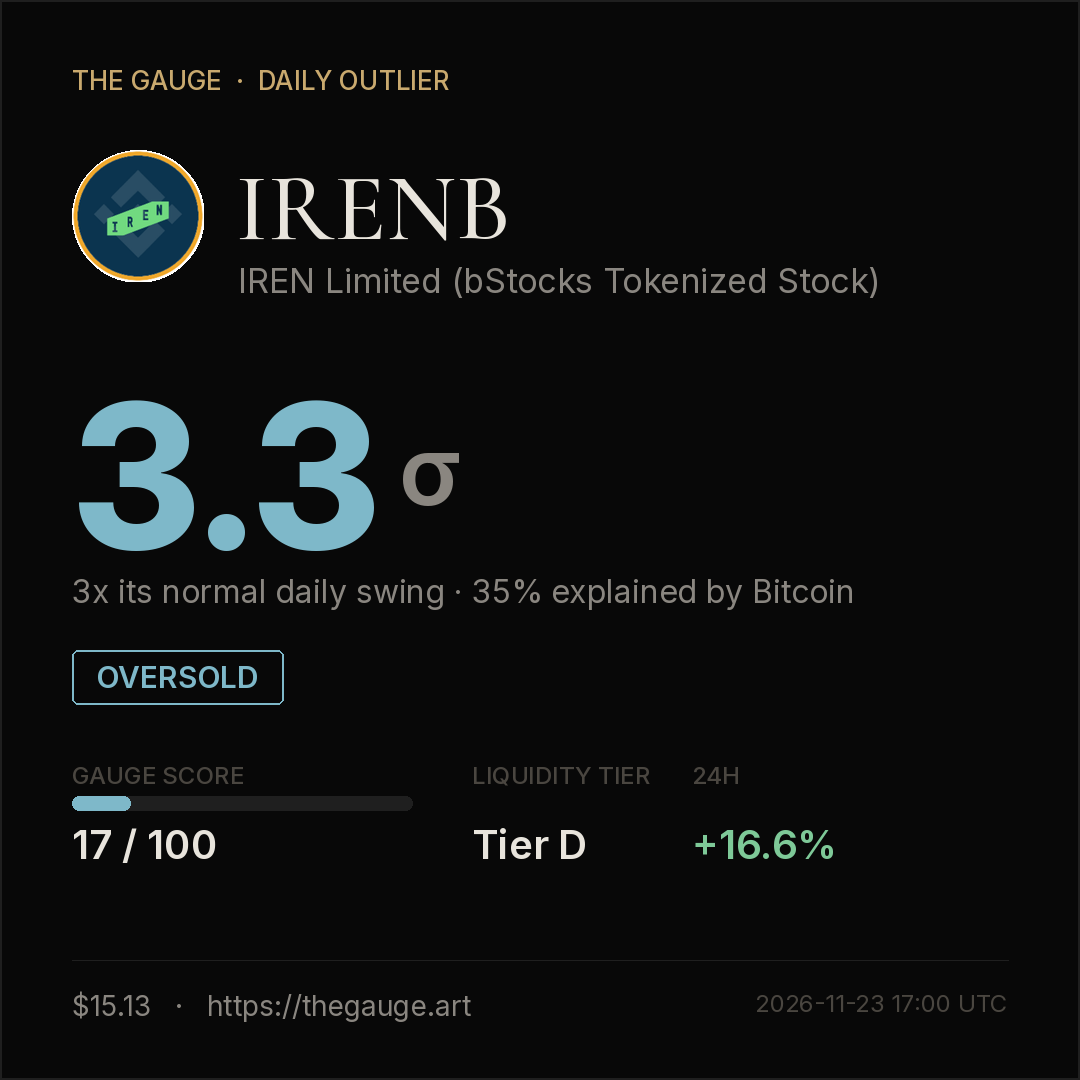 THE GAUGE · DAILY OUTLIER
IREN
IRENB
IREN Limited (bStocks Tokenized Stock)
3.3 σ
3x its normal daily swing · 35% explained by Bitcoin
OVERSOLD
GAUGE SCORE LIQUIDITY TIER 24H
17 / 100 Tier D +16.6%
$15.13 · https://thegauge.art 2026-11-23 17:00 UTC